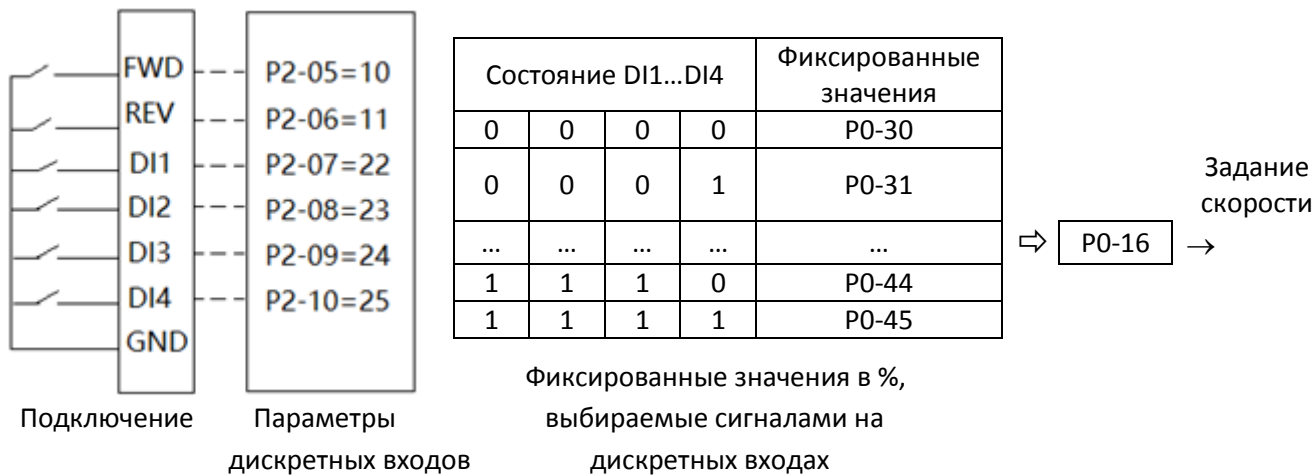 FWD P2-05=10
REV P2-06=11
DI1 P2-07=22
DI2 P2-08=23
DI3 P2-09=24
DI4 P2-10=25
GND
Подключение
Параметры
дискретных входов
Состояние DI1...DI4 Фиксированные
значения
0 0 0 0 P0-30
0 0 0 1 P0-31
... ... ... ... ...
1 1 1 0 P0-44
1 1 1 1 P0-45
Фиксированные значения в %,
выбираемые сигналами на
дискретных входах
⇨ P0-16 →
Задание
скорости